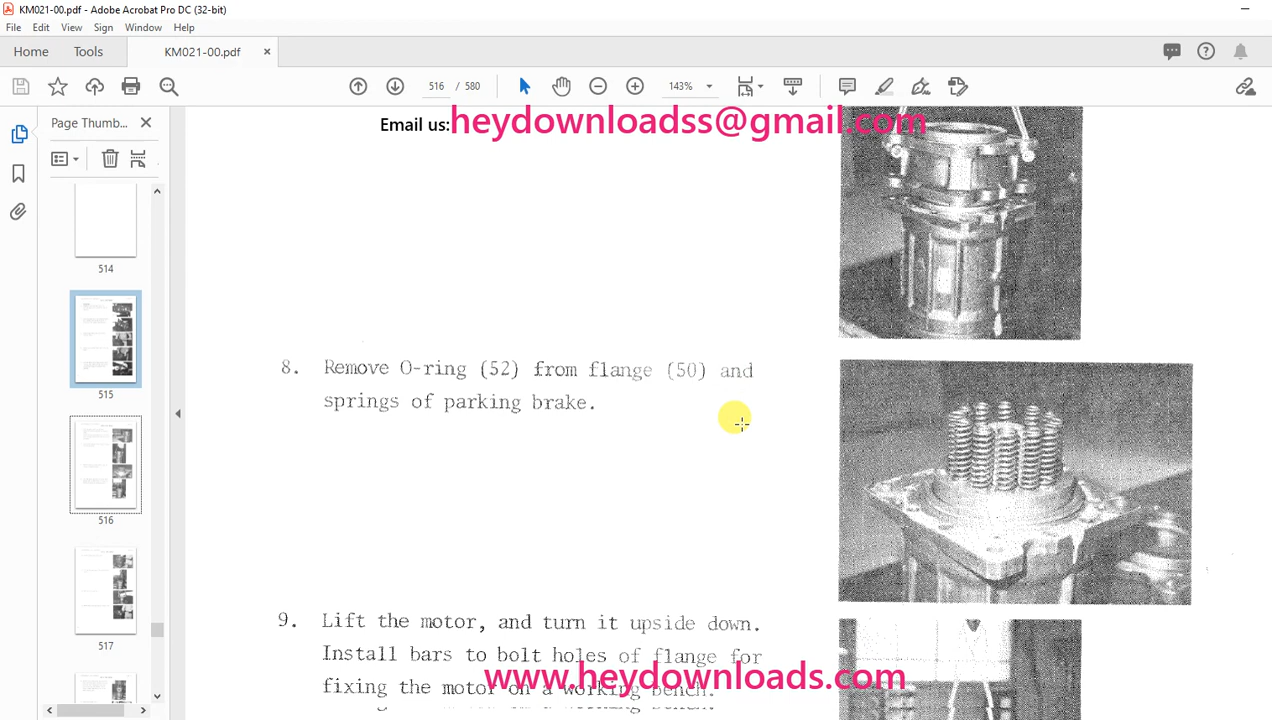 KM021-00.pdf - Adobe Acrobat Pro DC (32-bit)
File Edit View Sign Window Help
Home Tools KM021-00.pdf
516 / 580 143%
Page Thumb...
Email us:heydownloadss@gmail.com
514
515
516
517
8. Remove O-ring (52) from flange (50) and
springs of parking brake.
9. Lift the motor, and turn it upside down.
Install bars to bolt holes of flange for
fixing the motor on a working bench.
www.heydownloads.com